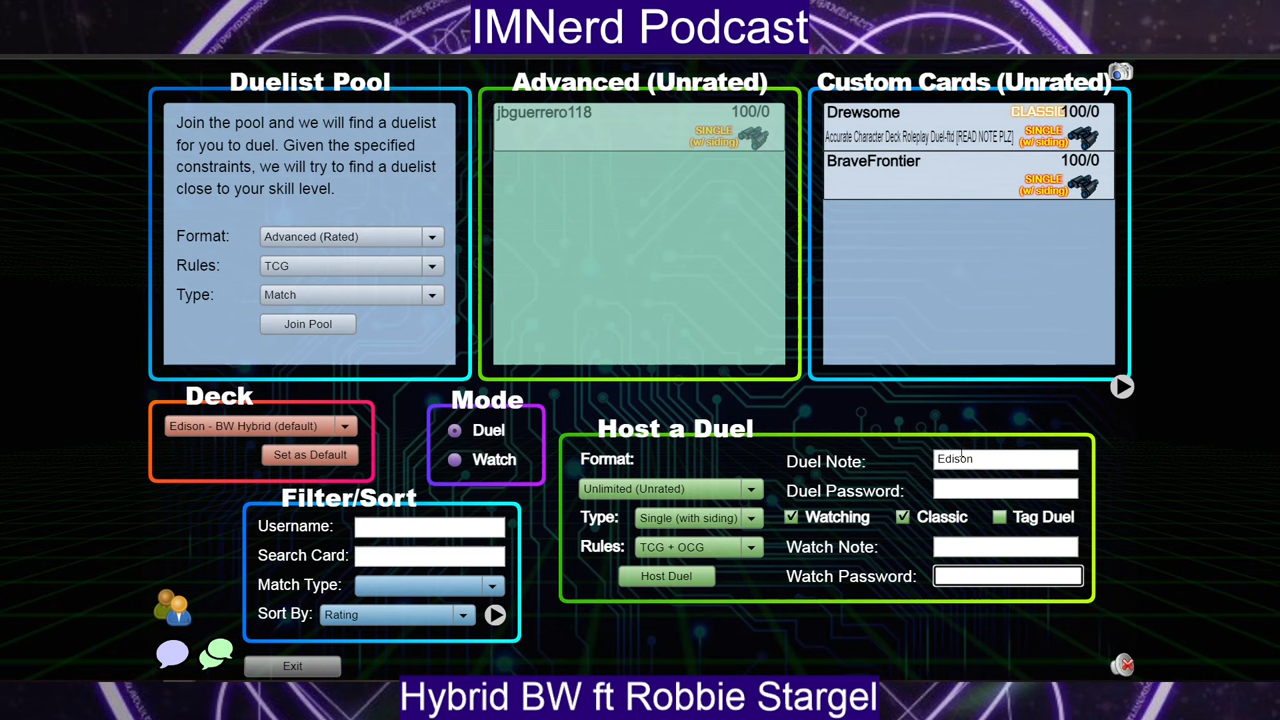 IMNerd Podcast
Duelist Pool
Join the pool and we will find a duelist
for you to duel. Given the specified
constraints, we will try to find a duelist
close to your skill level.
Format: Advanced (Rated)
Rules: TCG
Type: Match
Join Pool
Advanced (Unrated)
jbguerrero118 100/0
SINGLE
(w/ siding)
Custom Cards (Unrated)
Drewsome CLASSIC 100/0
Accurate Character Deck Roleplay Duel-ftd [READ NOTE PLZ] SINGLE
(w/ siding)
BraveFrontier 100/0
SINGLE
(w/ siding)
Deck
Edison - BW Hybrid (default)
Set as Default
Mode
Duel
Watch
Filter/Sort
Username:
Search Card:
Match Type:
Sort By: Rating
Host a Duel
Format:
Unlimited (Unrated)
Type: Single (with siding)
Rules: TCG + OCG
Host Duel
Duel Note: Edison
Duel Password:
Watching Classic Tag Duel
Watch Note:
Watch Password:
Exit
Hybrid BW ft Robbie Stargel